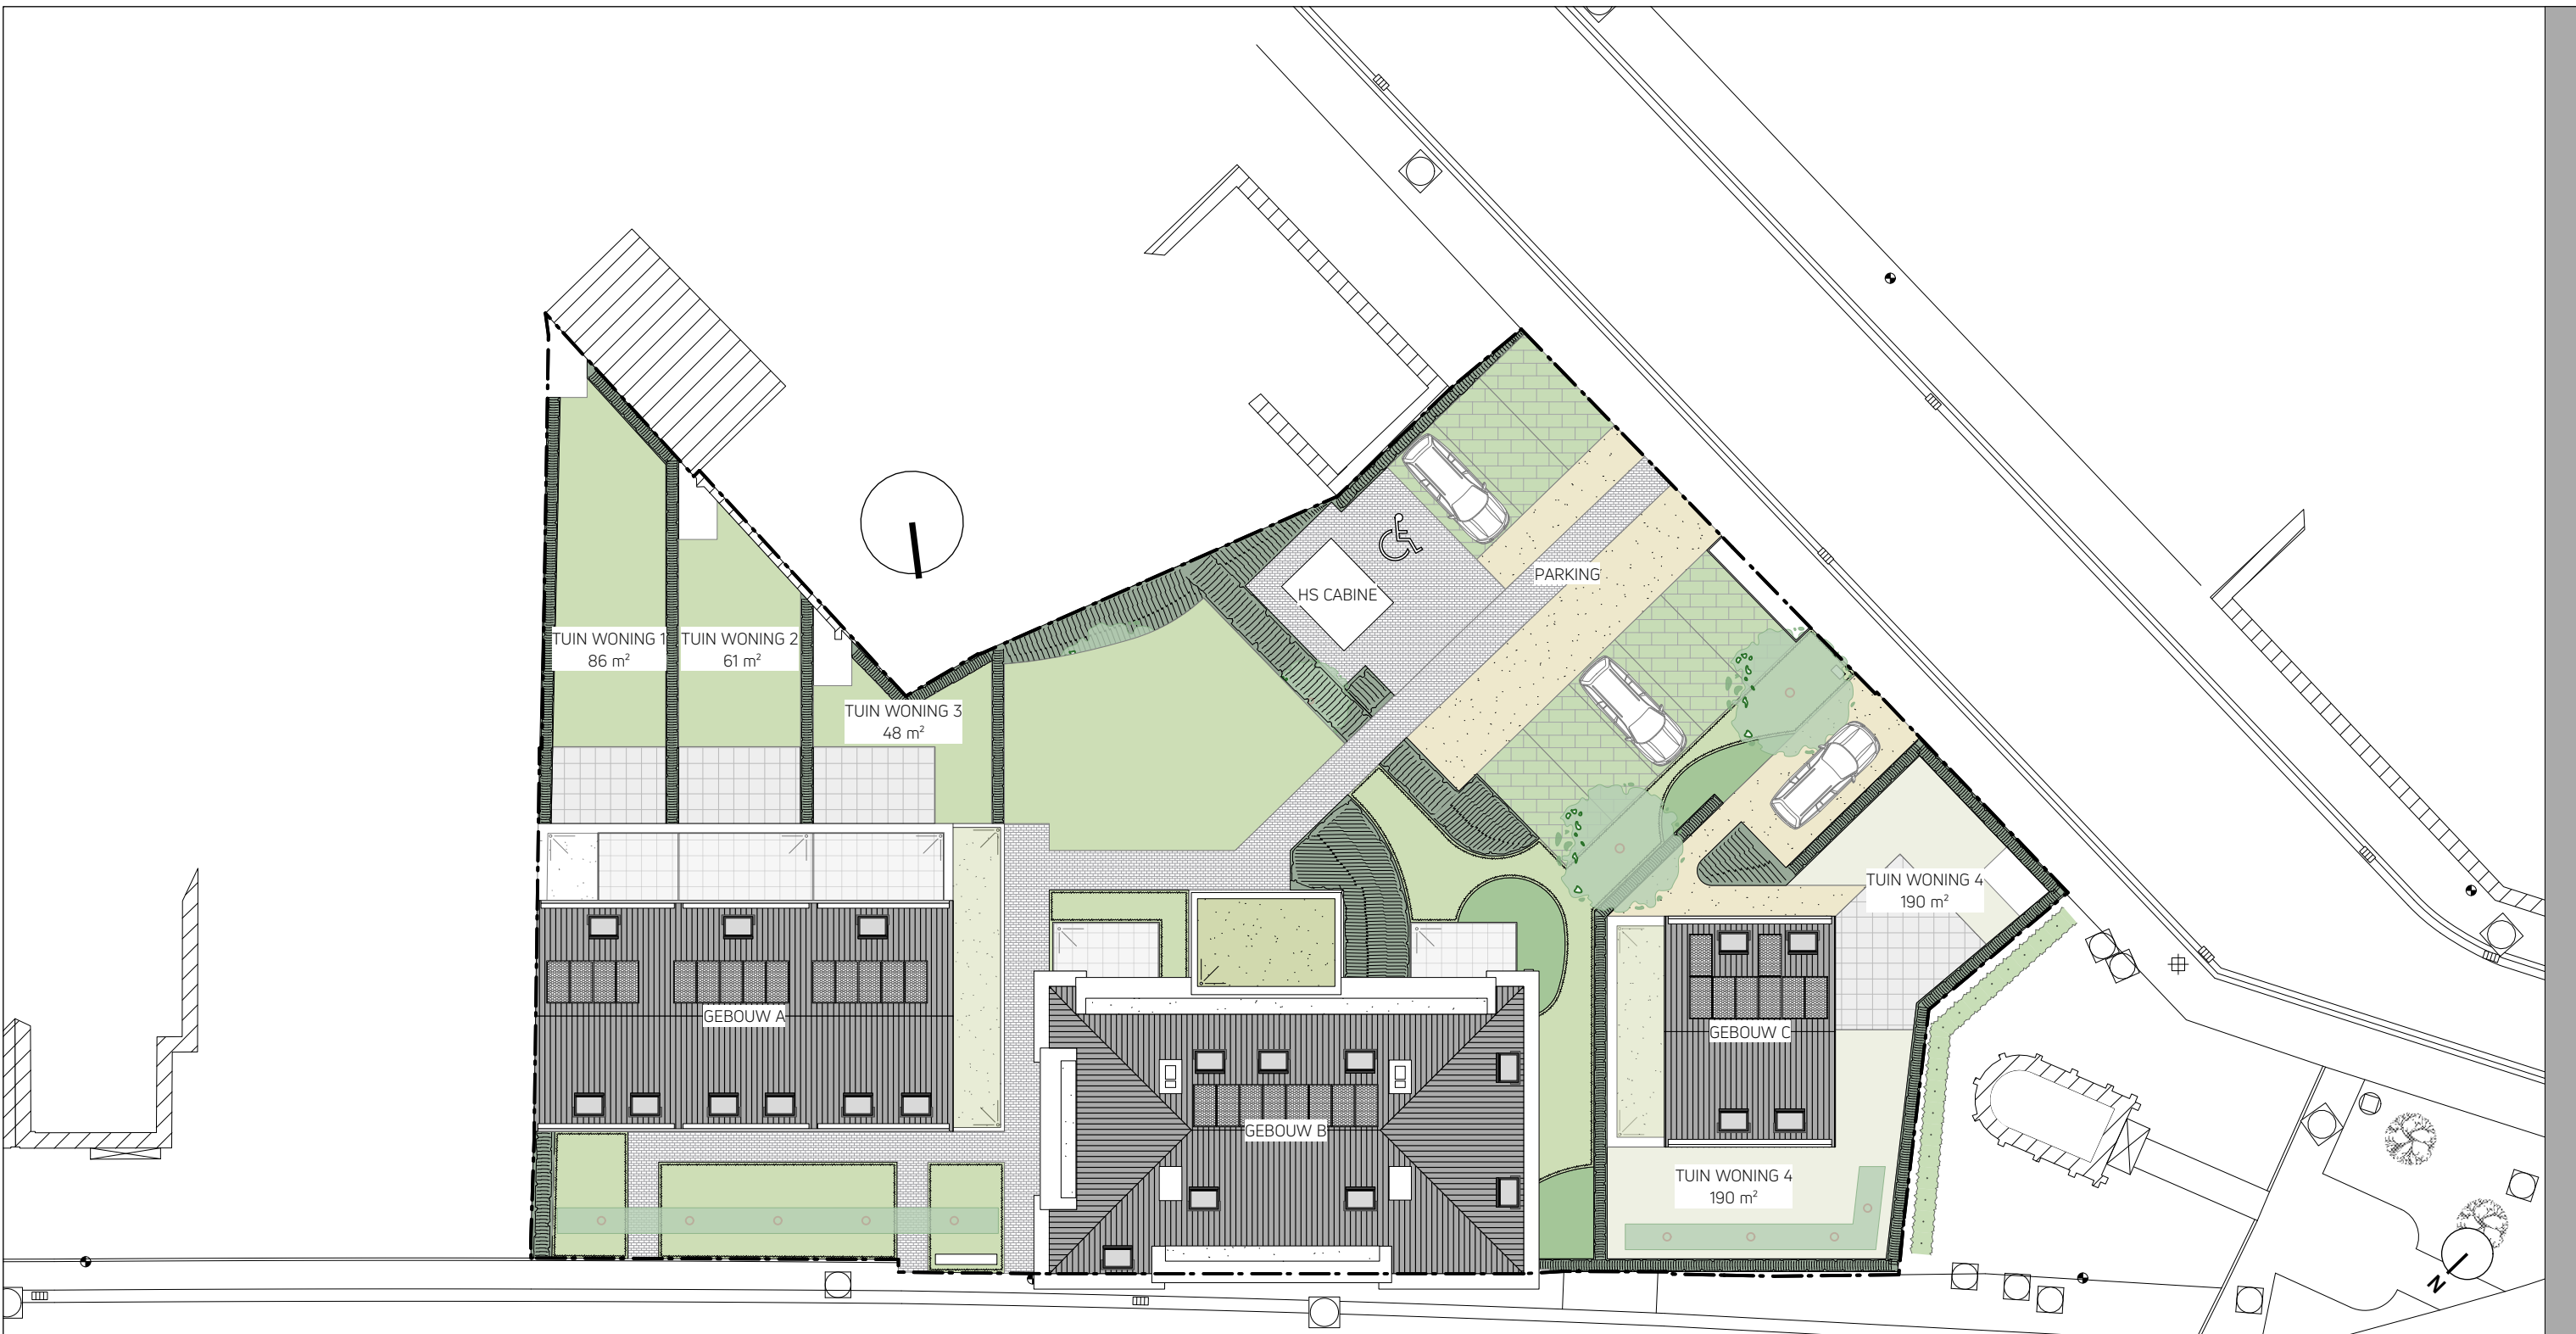 HS CABINE
PARKING
TUIN WONING 1
86 m²
TUIN WONING 2
61 m²
TUIN WONING 3
48 m²
TUIN WONING 4
190 m²
GEBOUW A
GEBOUW C
GEBOUW B
TUIN WONING 4
190 m²
N